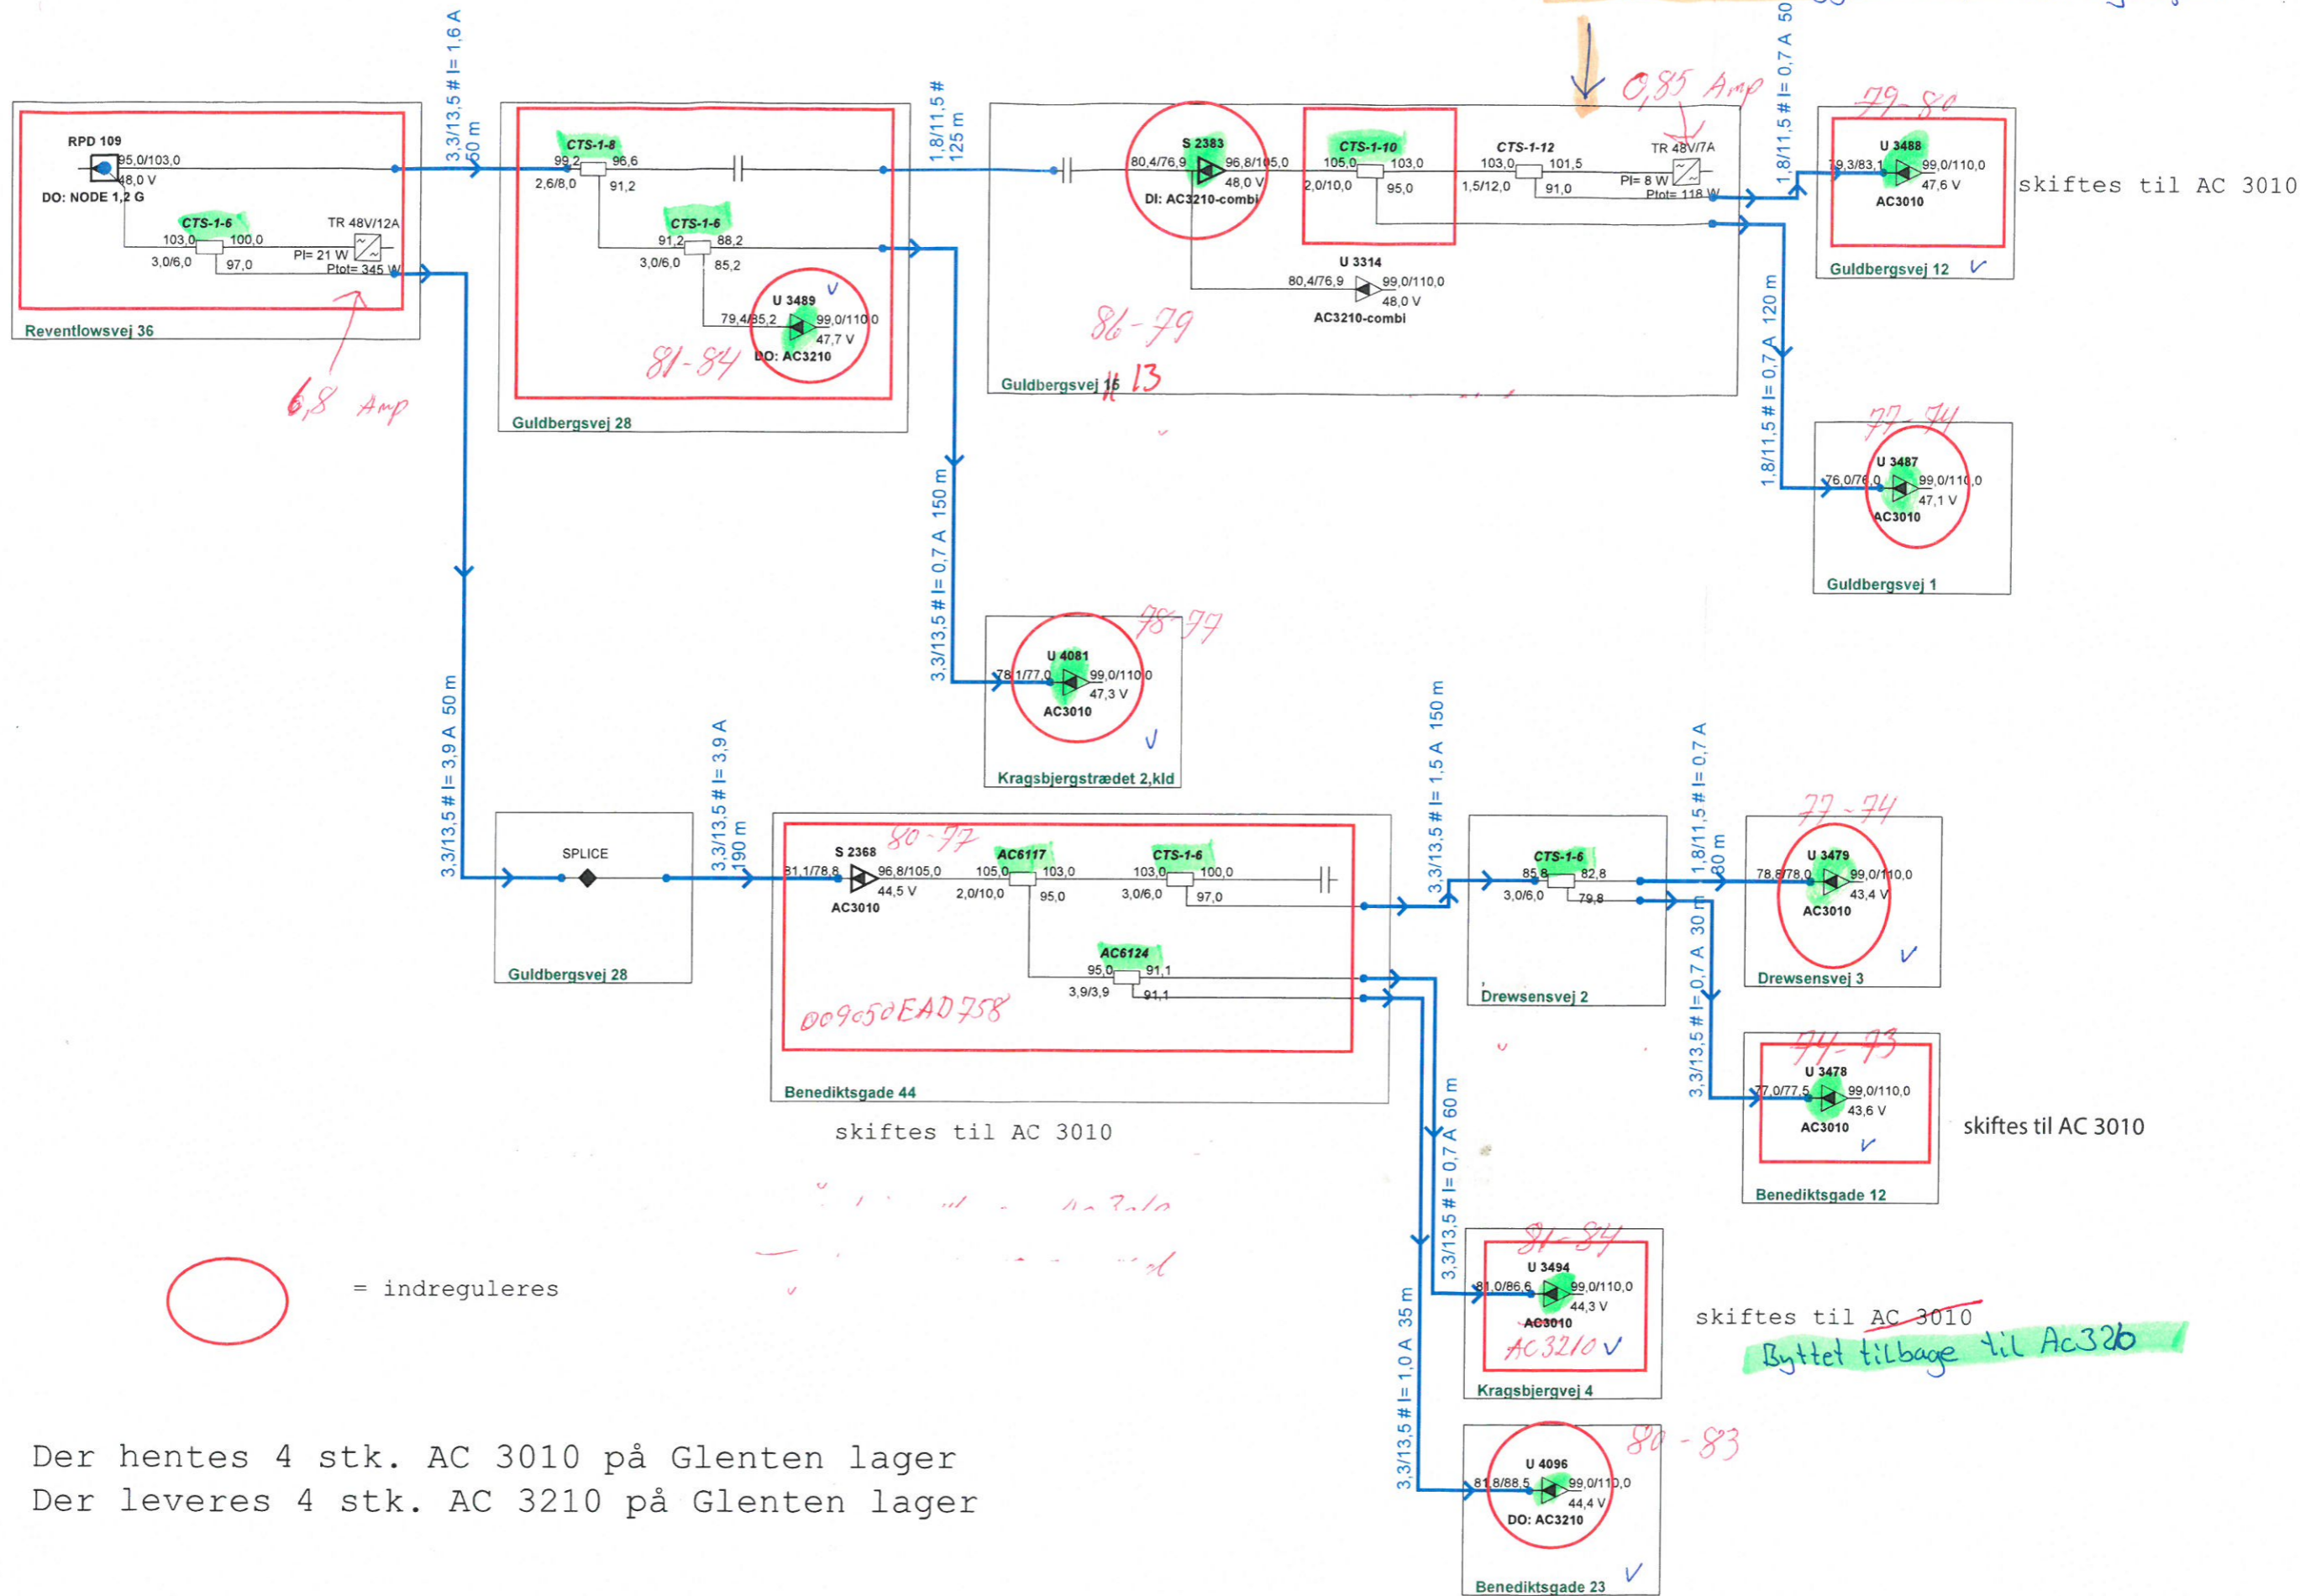 3,3/13,5 # I= 1,6 A
50 m
RPD 109
95,0/103,0
48,0 V
DO: NODE 1,2 G
CTS-1-6
103,0
100,0
3,0/6,0
97,0
TR 48V/12A
PI= 21 W
Ptot= 345 W
Reventlowsvej 36
6,8 Amp
CTS-1-8
99,2
96,6
2,6/8,0
91,2
CTS-1-6
91,2
88,2
3,0/6,0
85,2
U 3489
79,4/85,2
99,0/110,0
47,7 V
DO: AC3210
81-84
Guldbergsvej 28
1,8/11,5 #
125 m
S 2383
80,4/76,9
96,8/105,0
48,0 V
DI: AC3210-combi
CTS-1-10
105,0
103,0
2,0/10,0
95,0
CTS-1-12
103,0
101,5
1,5/12,0
91,0
0,85 Amp
TR 48V/7A
PI= 8 W
Ptot= 118 W
U 3314
80,4/76,9
99,0/110,0
48,0 V
AC3210-combi
86-79
Guldbergsvej 15
13
1,8/11,5 # I= 0,7 A 50
79-80
U 3488
79,3/83,1
99,0/110,0
47,6 V
AC3010
Guldbergsvej 12
skiftes til AC 3010
1,8/11,5 # I= 0,7 A 120 m
77-74
U 3487
76,0/76,0
99,0/110,0
47,1 V
AC3010
Guldbergsvej 1
3,3/13,5 # I= 0,7 A 150 m
78-77
U 4081
78,1/77,0
99,0/110,0
47,3 V
AC3010
Kragsbjergstrædet 2,kld
3,3/13,5 # I= 3,9 A 50 m
SPLICE
Guldbergsvej 28
3,3/13,5 # I= 3,9 A
190 m
80-77
S 2368
81,1/78,8
96,8/105,0
44,5 V
AC3010
AC6117
105,0
103,0
2,0/10,0
95,0
CTS-1-6
103,0
100,0
3,0/6,0
97,0
AC6124
95,0
91,1
3,9/3,9
91,1
009050EAD758
Benediktsgade 44
skiftes til AC 3010
3,3/13,5 # I= 1,5 A 150 m
CTS-1-6
85,8
82,8
3,0/6,0
79,8
Drewsensvej 2
1,8/11,5 # I= 0,7 A
80 m
77-74
U 3479
78,8/78,0
99,0/110,0
43,4 V
AC3010
Drewsensvej 3
3,3/13,5 # I= 0,7 A 30 m
74-73
U 3478
77,0/77,5
99,0/110,0
43,6 V
AC3010
Benediktsgade 12
skiftes til AC 3010
3,3/13,5 # I= 0,7 A 60 m
81-84
U 3494
81,0/86,6
99,0/110,0
44,3 V
AC3010
AC3210
Kragsbjergvej 4
skiftes til AC 3010
Byttet tilbage til AC3210
3,3/13,5 # I= 1,0 A 35 m
80-83
U 4096
81,8/88,5
99,0/110,0
44,4 V
DO: AC3210
Benediktsgade 23
= indreguleres
Der hentes 4 stk. AC 3010 på Glenten lager
Der leveres 4 stk. AC 3210 på Glenten lager